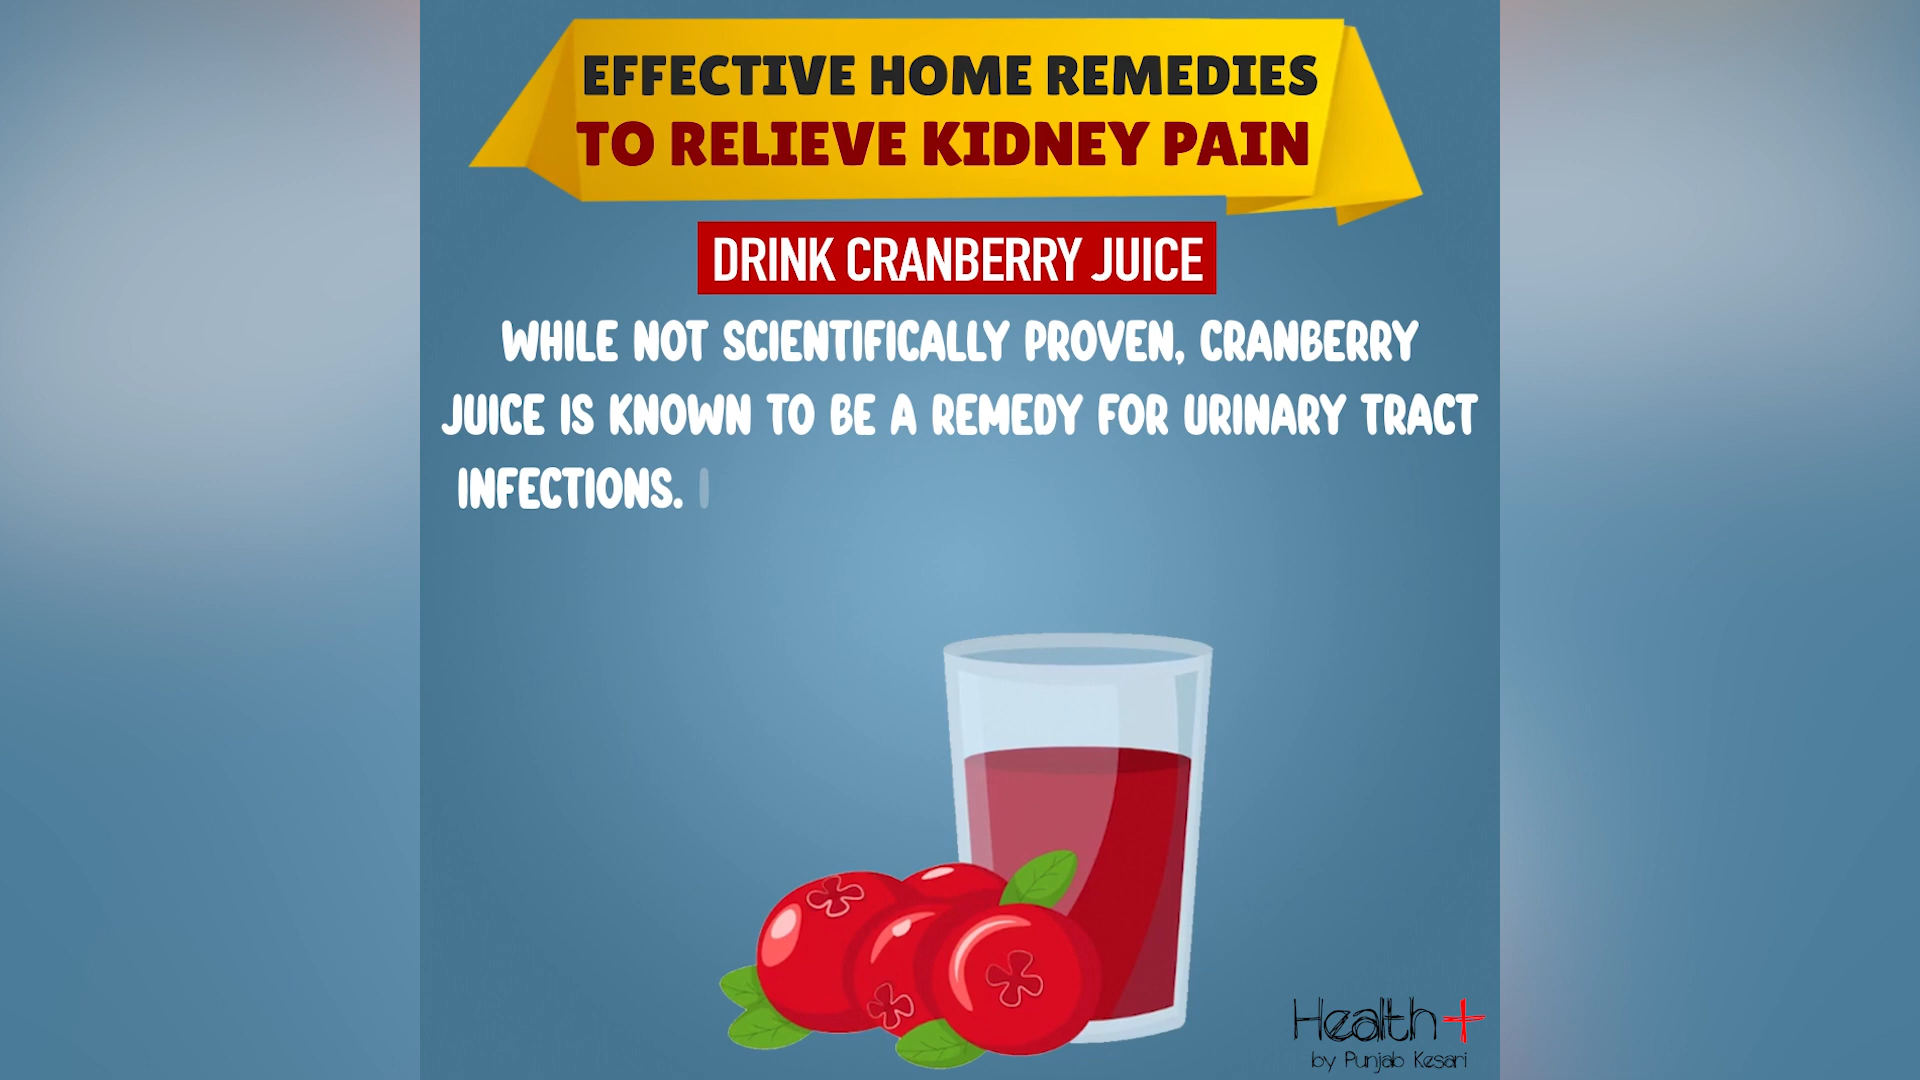 EFFECTIVE HOME REMEDIES
TO RELIEVE KIDNEY PAIN
DRINK CRANBERRY JUICE
WHILE NOT SCIENTIFICALLY PROVEN, CRANBERRY
JUICE IS KNOWN TO BE A REMEDY FOR URINARY TRACT
INFECTIONS. I
Health+
by Punjab Kesari